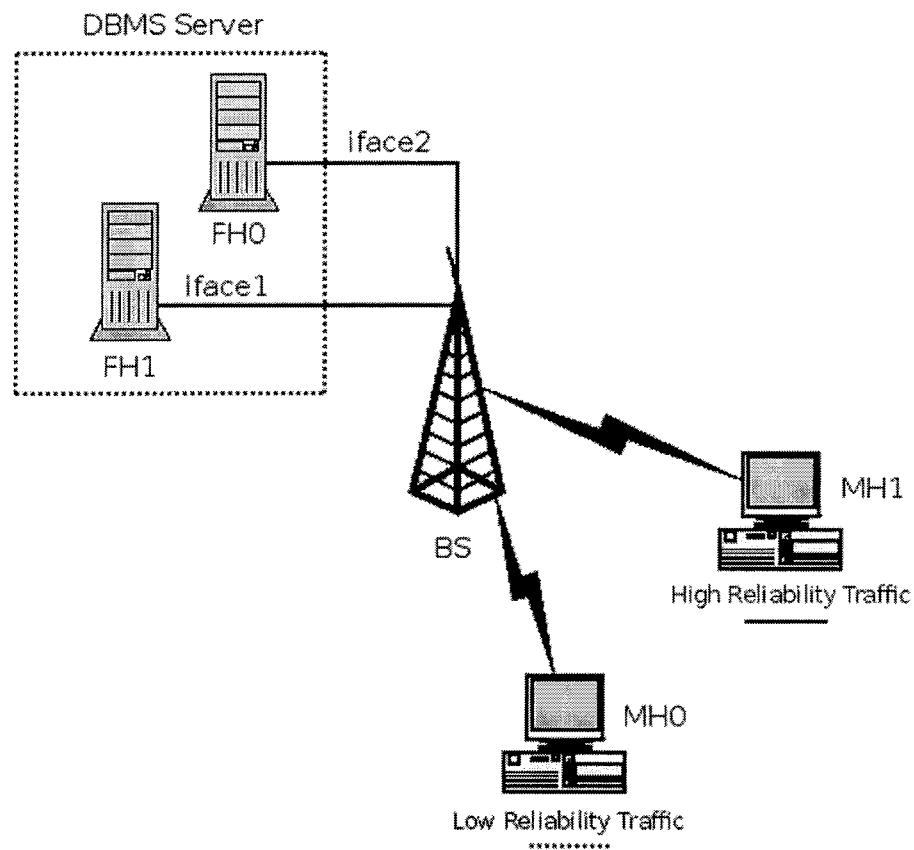 DBMS Server
iface2
FH0
iface1
FH1
MH1
BS
High Reliability Traffic
MH0
Low Reliability Traffic